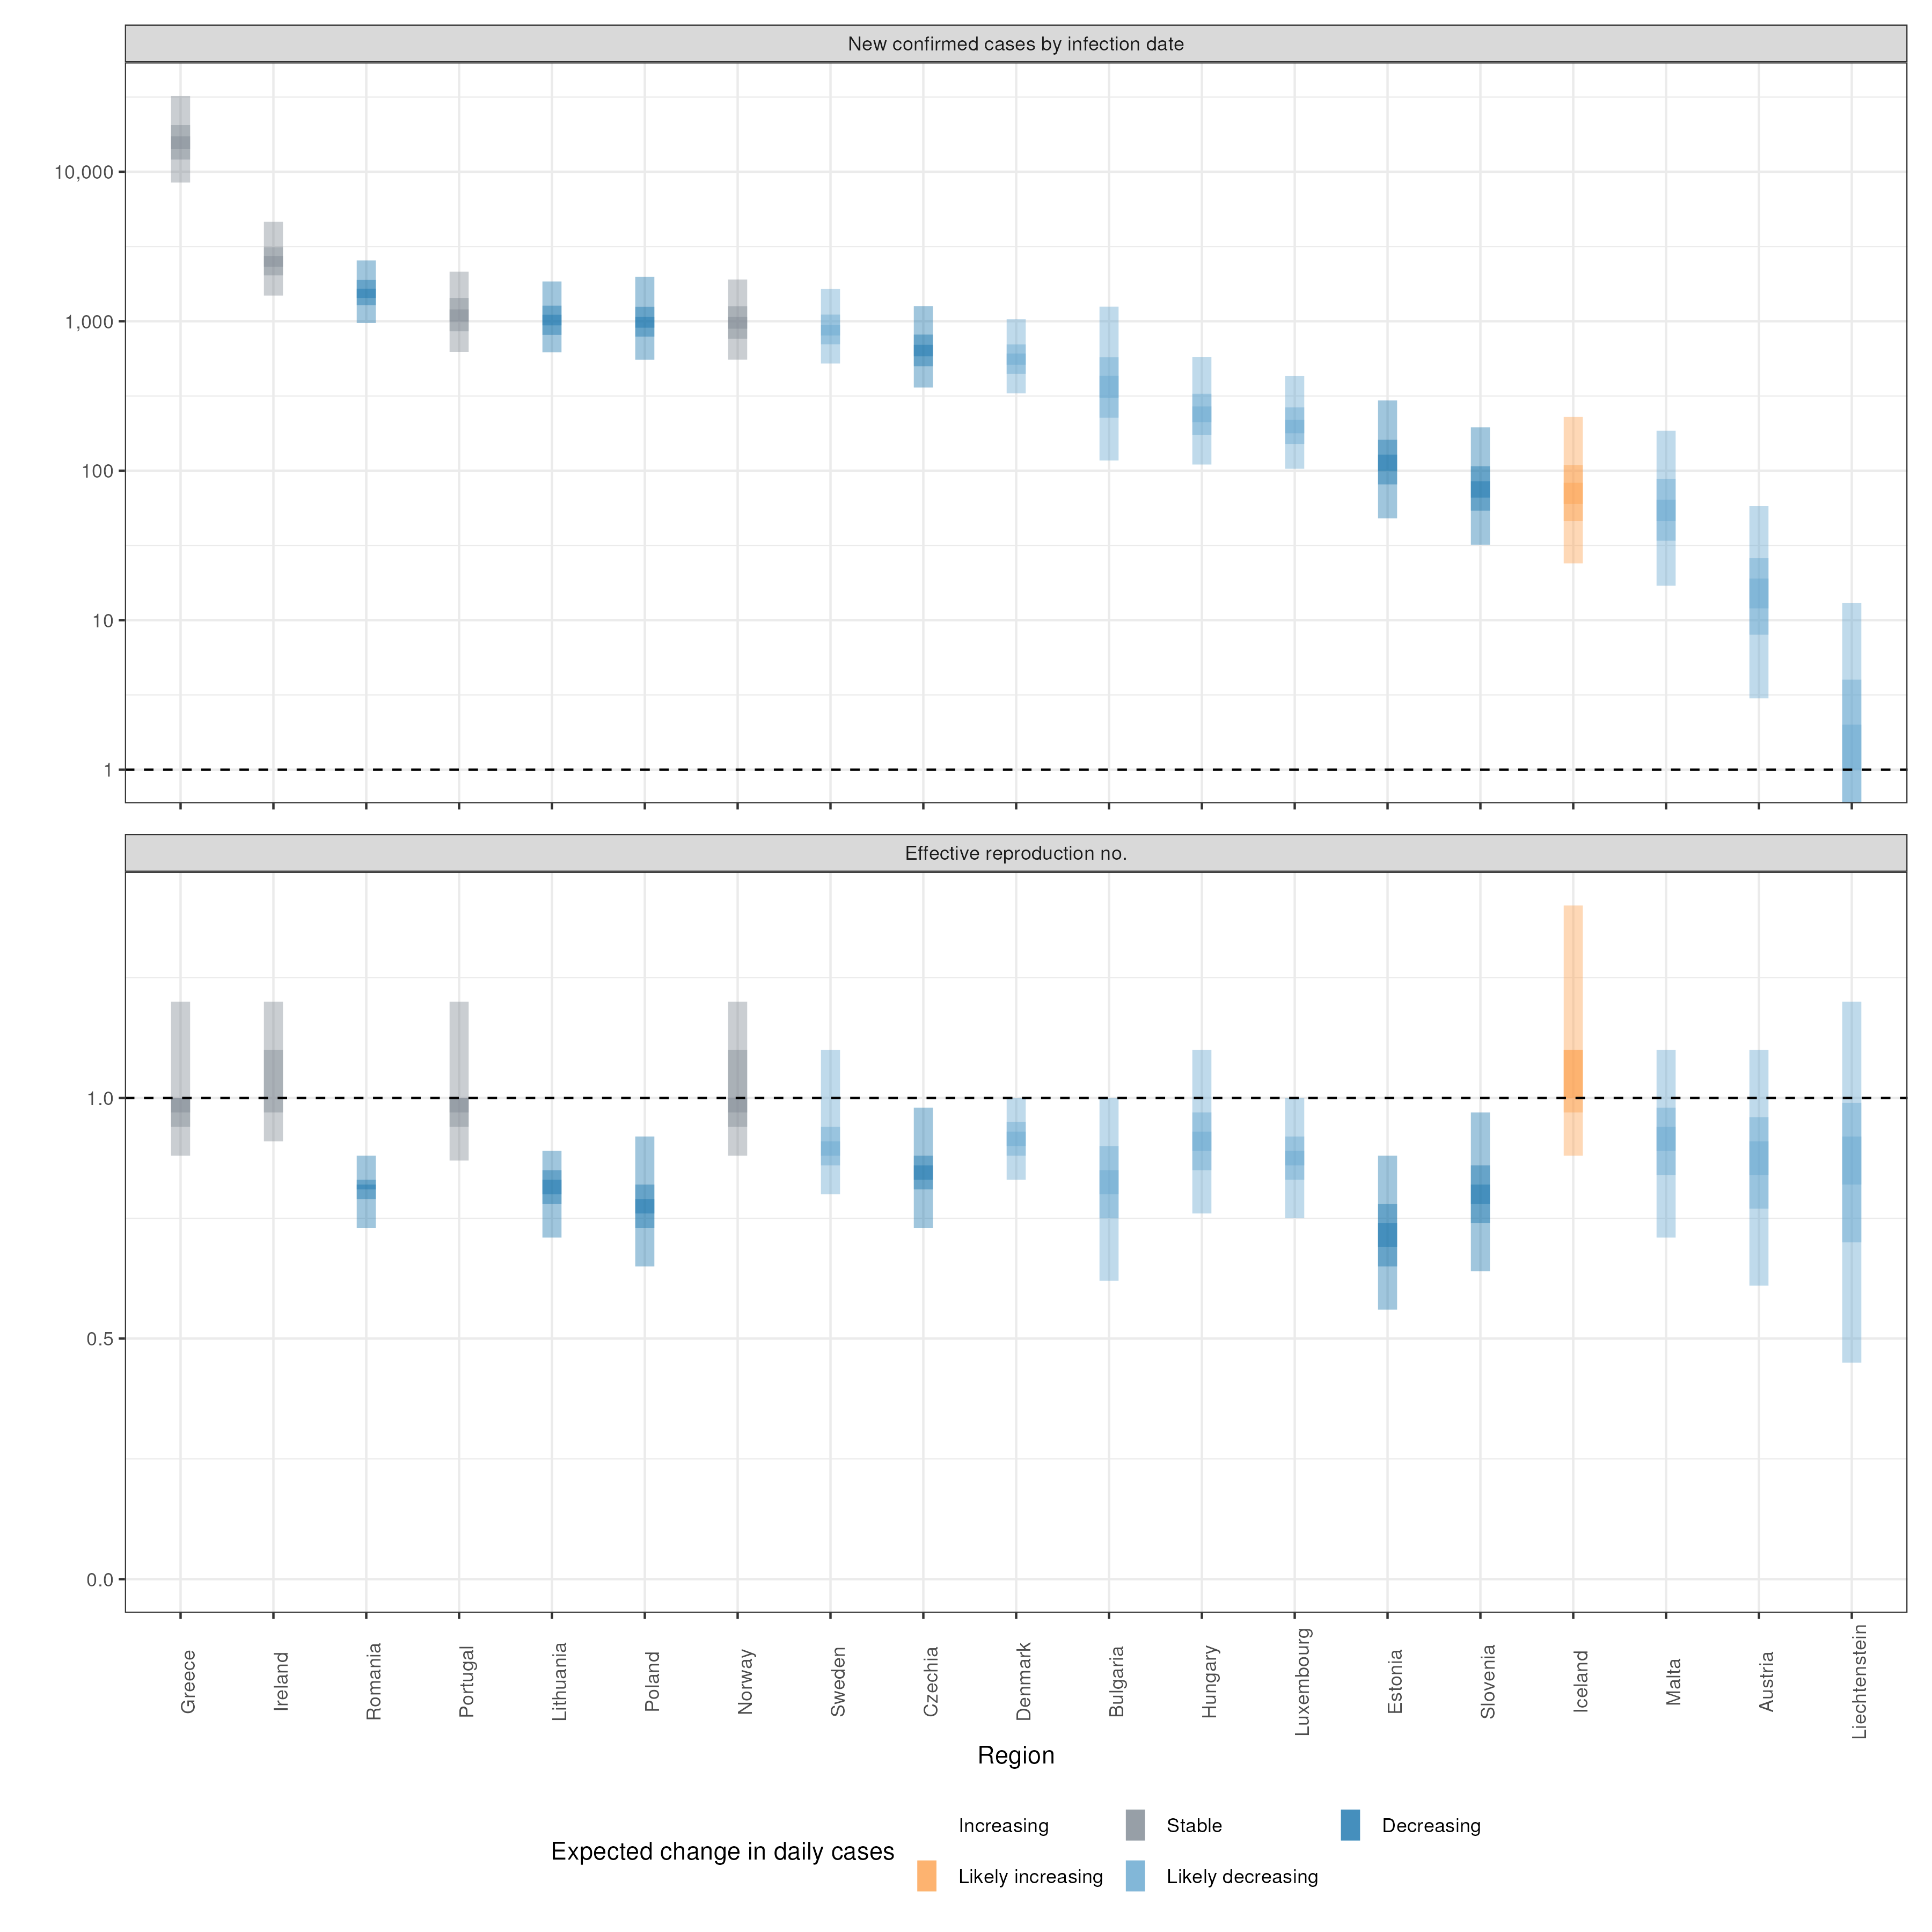 New confirmed cases by infection date
10,000
1,000
100
10
1
Effective reproduction no.
1.0
0.5
0.0
Greece
Ireland
Romania
Portugal
Lithuania
Poland
Norway
Sweden
Czechia
Denmark
Bulgaria
Hungary
Luxembourg
Estonia
Slovenia
Iceland
Malta
Austria
Liechtenstein
Region
Expected change in daily cases
Increasing
Stable
Decreasing
Likely increasing
Likely decreasing